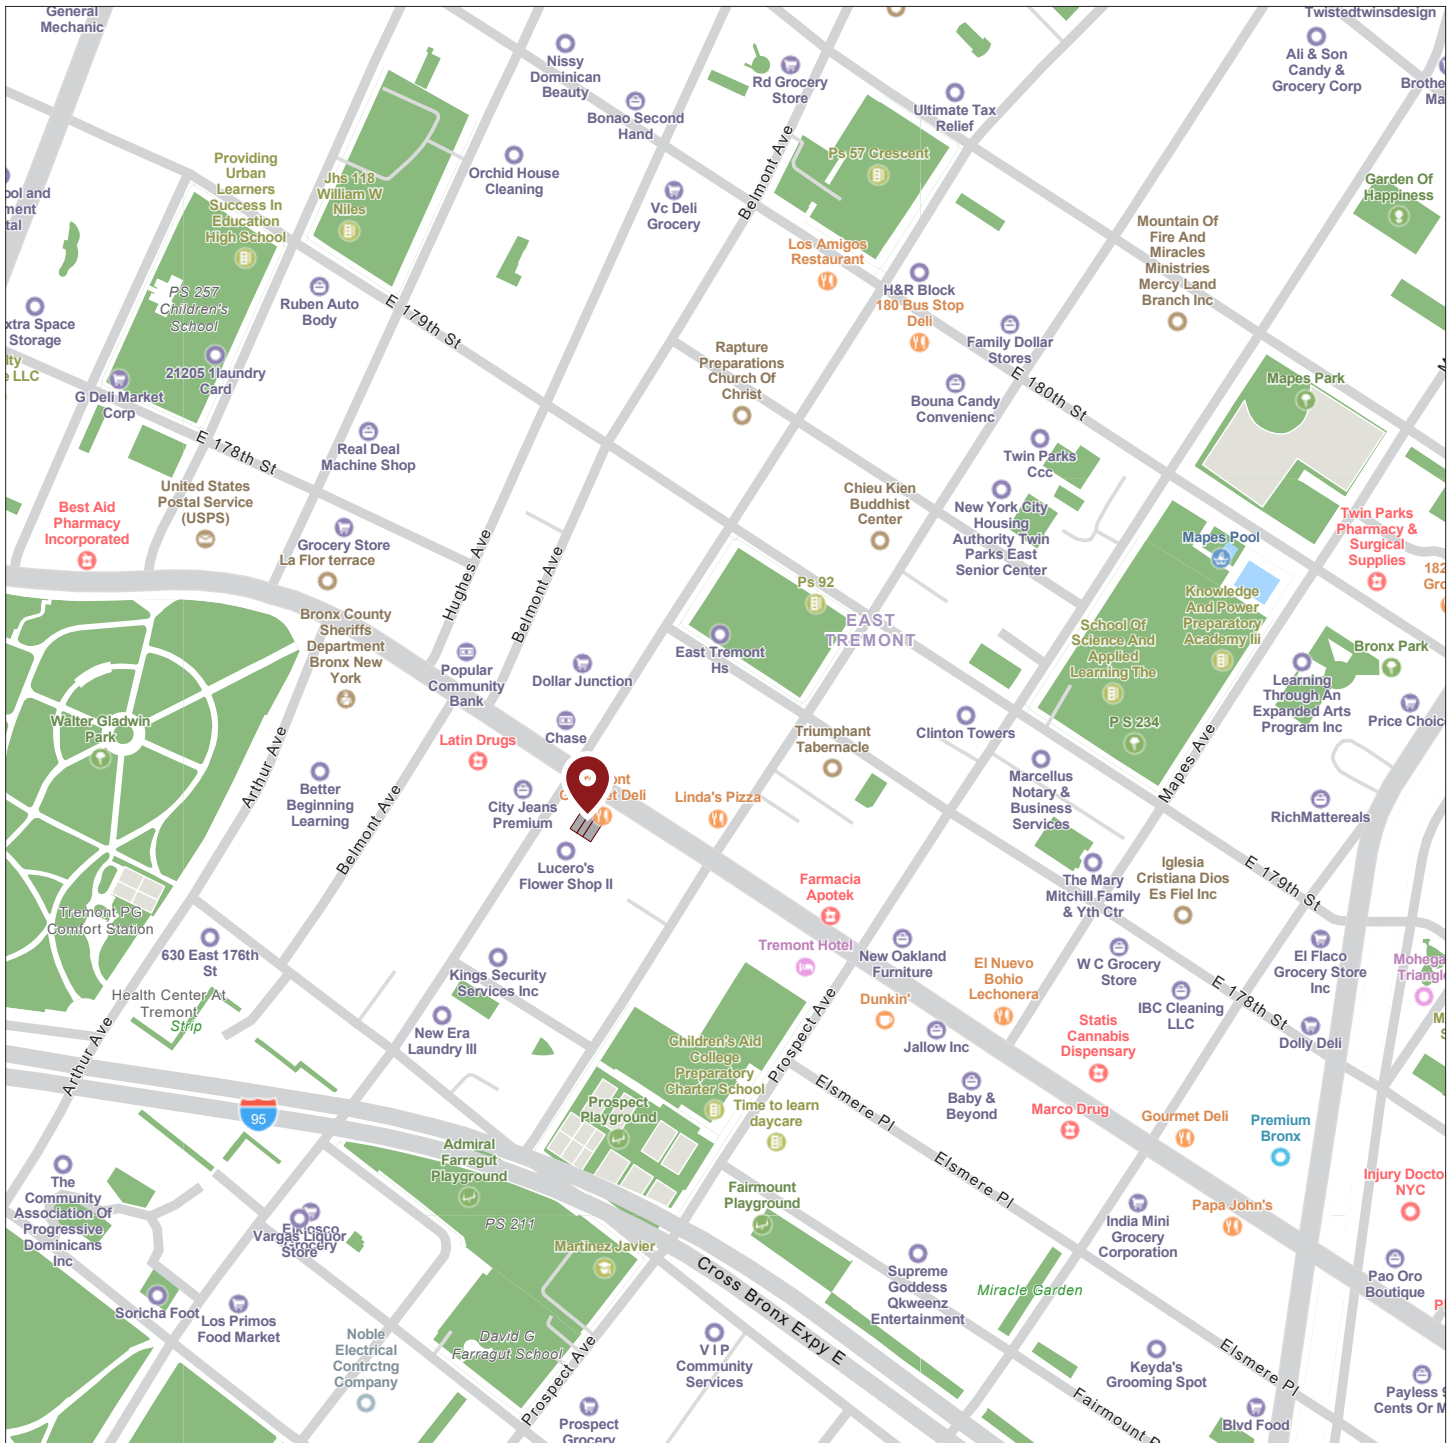 General
Mechanic
Nissy
Dominican
Beauty
Bonao Second
Hand
Rd Grocery
Store
Ultimate Tax
Relief
Twistedtwinsdesign
Ali & Son
Candy &
Grocery Corp
Providing
Urban
Learners
Success In
Education
High School
Jhs 118
William W
Niles
Orchid House
Cleaning
Vc Deli
Grocery
Belmont Ave
Ps 57 Crescent
Garden Of
Happiness
Mountain Of
Fire And
Miracles
Ministries
Mercy Land
Branch Inc
Los Amigos
Restaurant
H&R Block
180 Bus Stop
Deli
PS 257
Children's
School
Ruben Auto
Body
E 179th St
xtra Space
Storage
Family Dollar
Stores
Rapture
Preparations
Church Of
Christ
21205 1laundry
Card
G Deli Market
Corp
Bouna Candy
Convenienc
E 180th St
Mapes Park
E 178th St
Real Deal
Machine Shop
Twin Parks
Ccc
United States
Postal Service
(USPS)
Best Aid
Pharmacy
Incorporated
Chieu Kien
Buddhist
Center
New York City
Housing
Authority Twin
Parks East
Senior Center
Twin Parks
Pharmacy &
Surgical
Supplies
Grocery Store
La Flor terrace
Mapes Pool
Hughes Ave
Belmont Ave
Ps 92
EAST
TREMONT
Knowledge
And Power
Preparatory
Academy Iii
Bronx County
Sheriffs
Department
Bronx New
York
School Of
Science And
Applied
Learning The
East Tremont
Hs
Bronx Park
Popular
Community
Bank
Dollar Junction
Learning
Through An
Expanded Arts
Program Inc
Walter Gladwin
Park
Arthur Ave
Latin Drugs
Chase
Triumphant
Tabernacle
Clinton Towers
P S 234
Mapes Ave
Better
Beginning
Learning
Belmont Ave
City Jeans
Premium
Deli
Linda's Pizza
Marcellus
Notary &
Business
Services
RichMattereals
Lucero's
Flower Shop II
Farmacia
Apotek
The Mary
Mitchill Family
& Yth Ctr
Iglesia
Cristiana Dios
Es Fiel Inc
E 179th St
Tremont PG
Comfort Station
630 East 176th
St
Kings Security
Services Inc
Tremont Hotel
New Oakland
Furniture
El Nuevo
Bohio
Lechonera
W C Grocery
Store
El Flaco
Grocery Store
Inc
E 178th St
Health Center At
Tremont
Strip
New Era
Laundry III
Dunkin'
Jallow Inc
Statis
Cannabis
Dispensary
IBC Cleaning
LLC
Dolly Deli
Arthur Ave
Children's Aid
College
Preparatory
Charter School
Prospect Ave
Elsmere Pl
Baby &
Beyond
Marco Drug
Gourmet Deli
Premium
Bronx
95
Prospect
Playground
Time to learn
daycare
Admiral
Farragut
Playground
Elsmere Pl
The
Community
Association Of
Progressive
Dominicans
Inc
Vargas Liquor
Store
PS 211
Martinez Javier
Fairmount
Playground
India Mini
Grocery
Corporation
Papa John's
NYC
Cross Bronx Expy E
Supreme
Goddess
Qkweenz
Entertainment
Miracle Garden
Pao Oro
Boutique
Soricha Foot
Los Primos
Food Market
Noble
Electrical
Contrctng
Company
David G
Farragut School
Prospect Ave
V I P
Community
Services
Keyda's
Grooming Spot
Elsmere Pl
Fairmount
Prospect
Grocery
Blvd Food